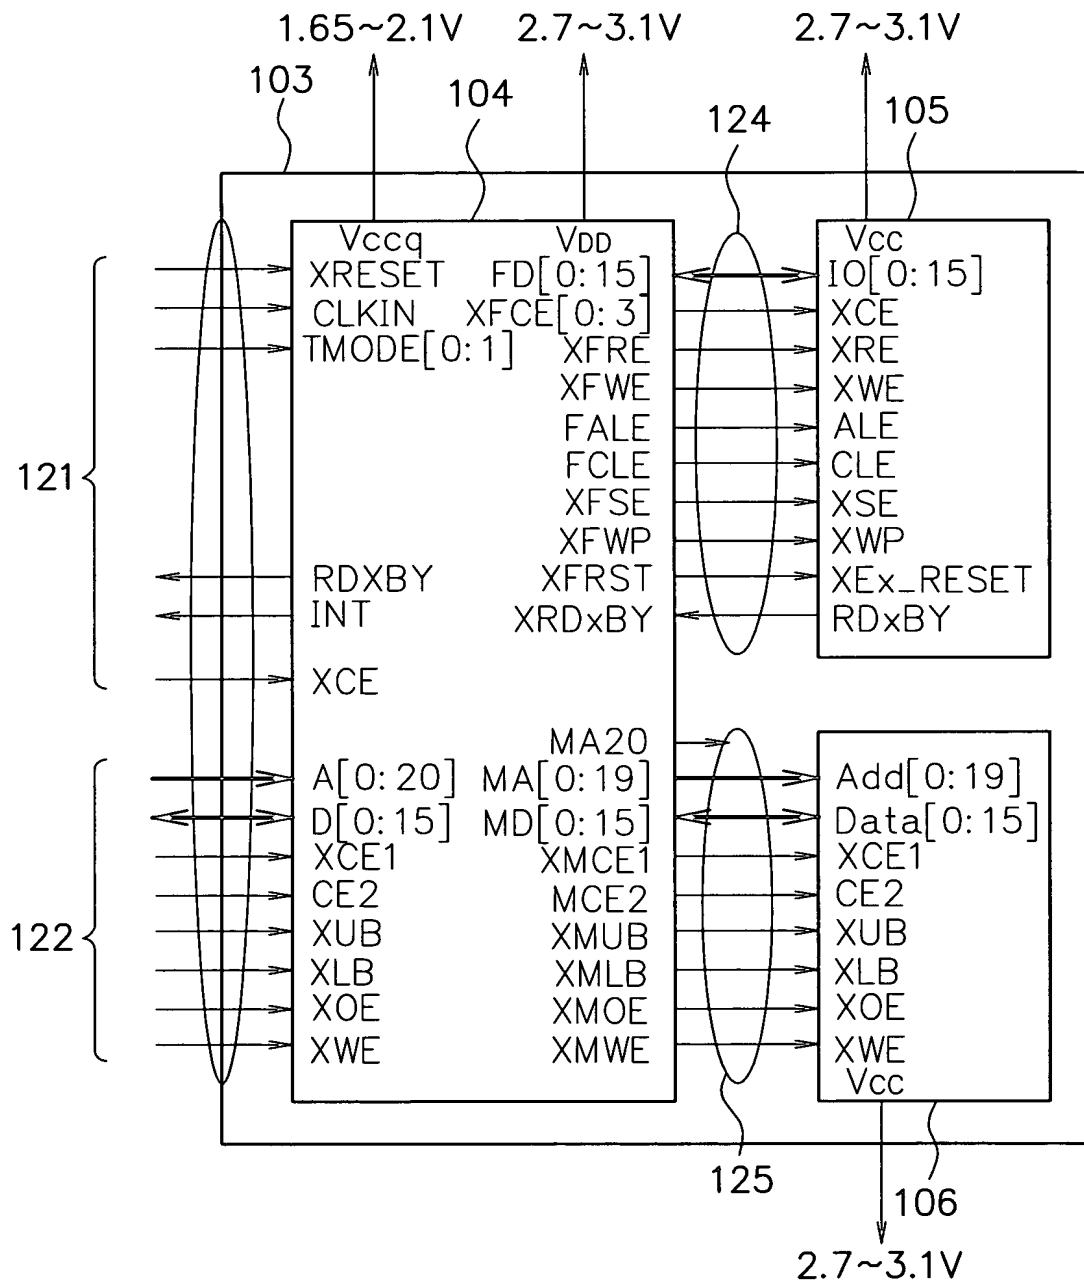 1.65~2.1V 2.7~3.1V 2.7~3.1V
103 104 124 105
Vccq VDD Vcc
XRESET FD[0:15] IO[0:15]
CLKIN XFCE[0:3] XCE
TMODE[0:1] XFRE XRE
XFWE XWE
FALE ALE
121 FCLE CLE
XFSE XSE
XFWP XWP
RDXBY XFRST XEx_RESET
INT XRDxBY RDxBY
XCE
MA20
A[0:20] MA[0:19] Add[0:19]
D[0:15] MD[0:15] Data[0:15]
XCE1 XMCE1 XCE1
CE2 MCE2 CE2
122 XUB XMUB XUB
XLB XMLB XLB
XOE XMOE XOE
XWE XMWE XWE
Vcc
125 106
2.7~3.1V